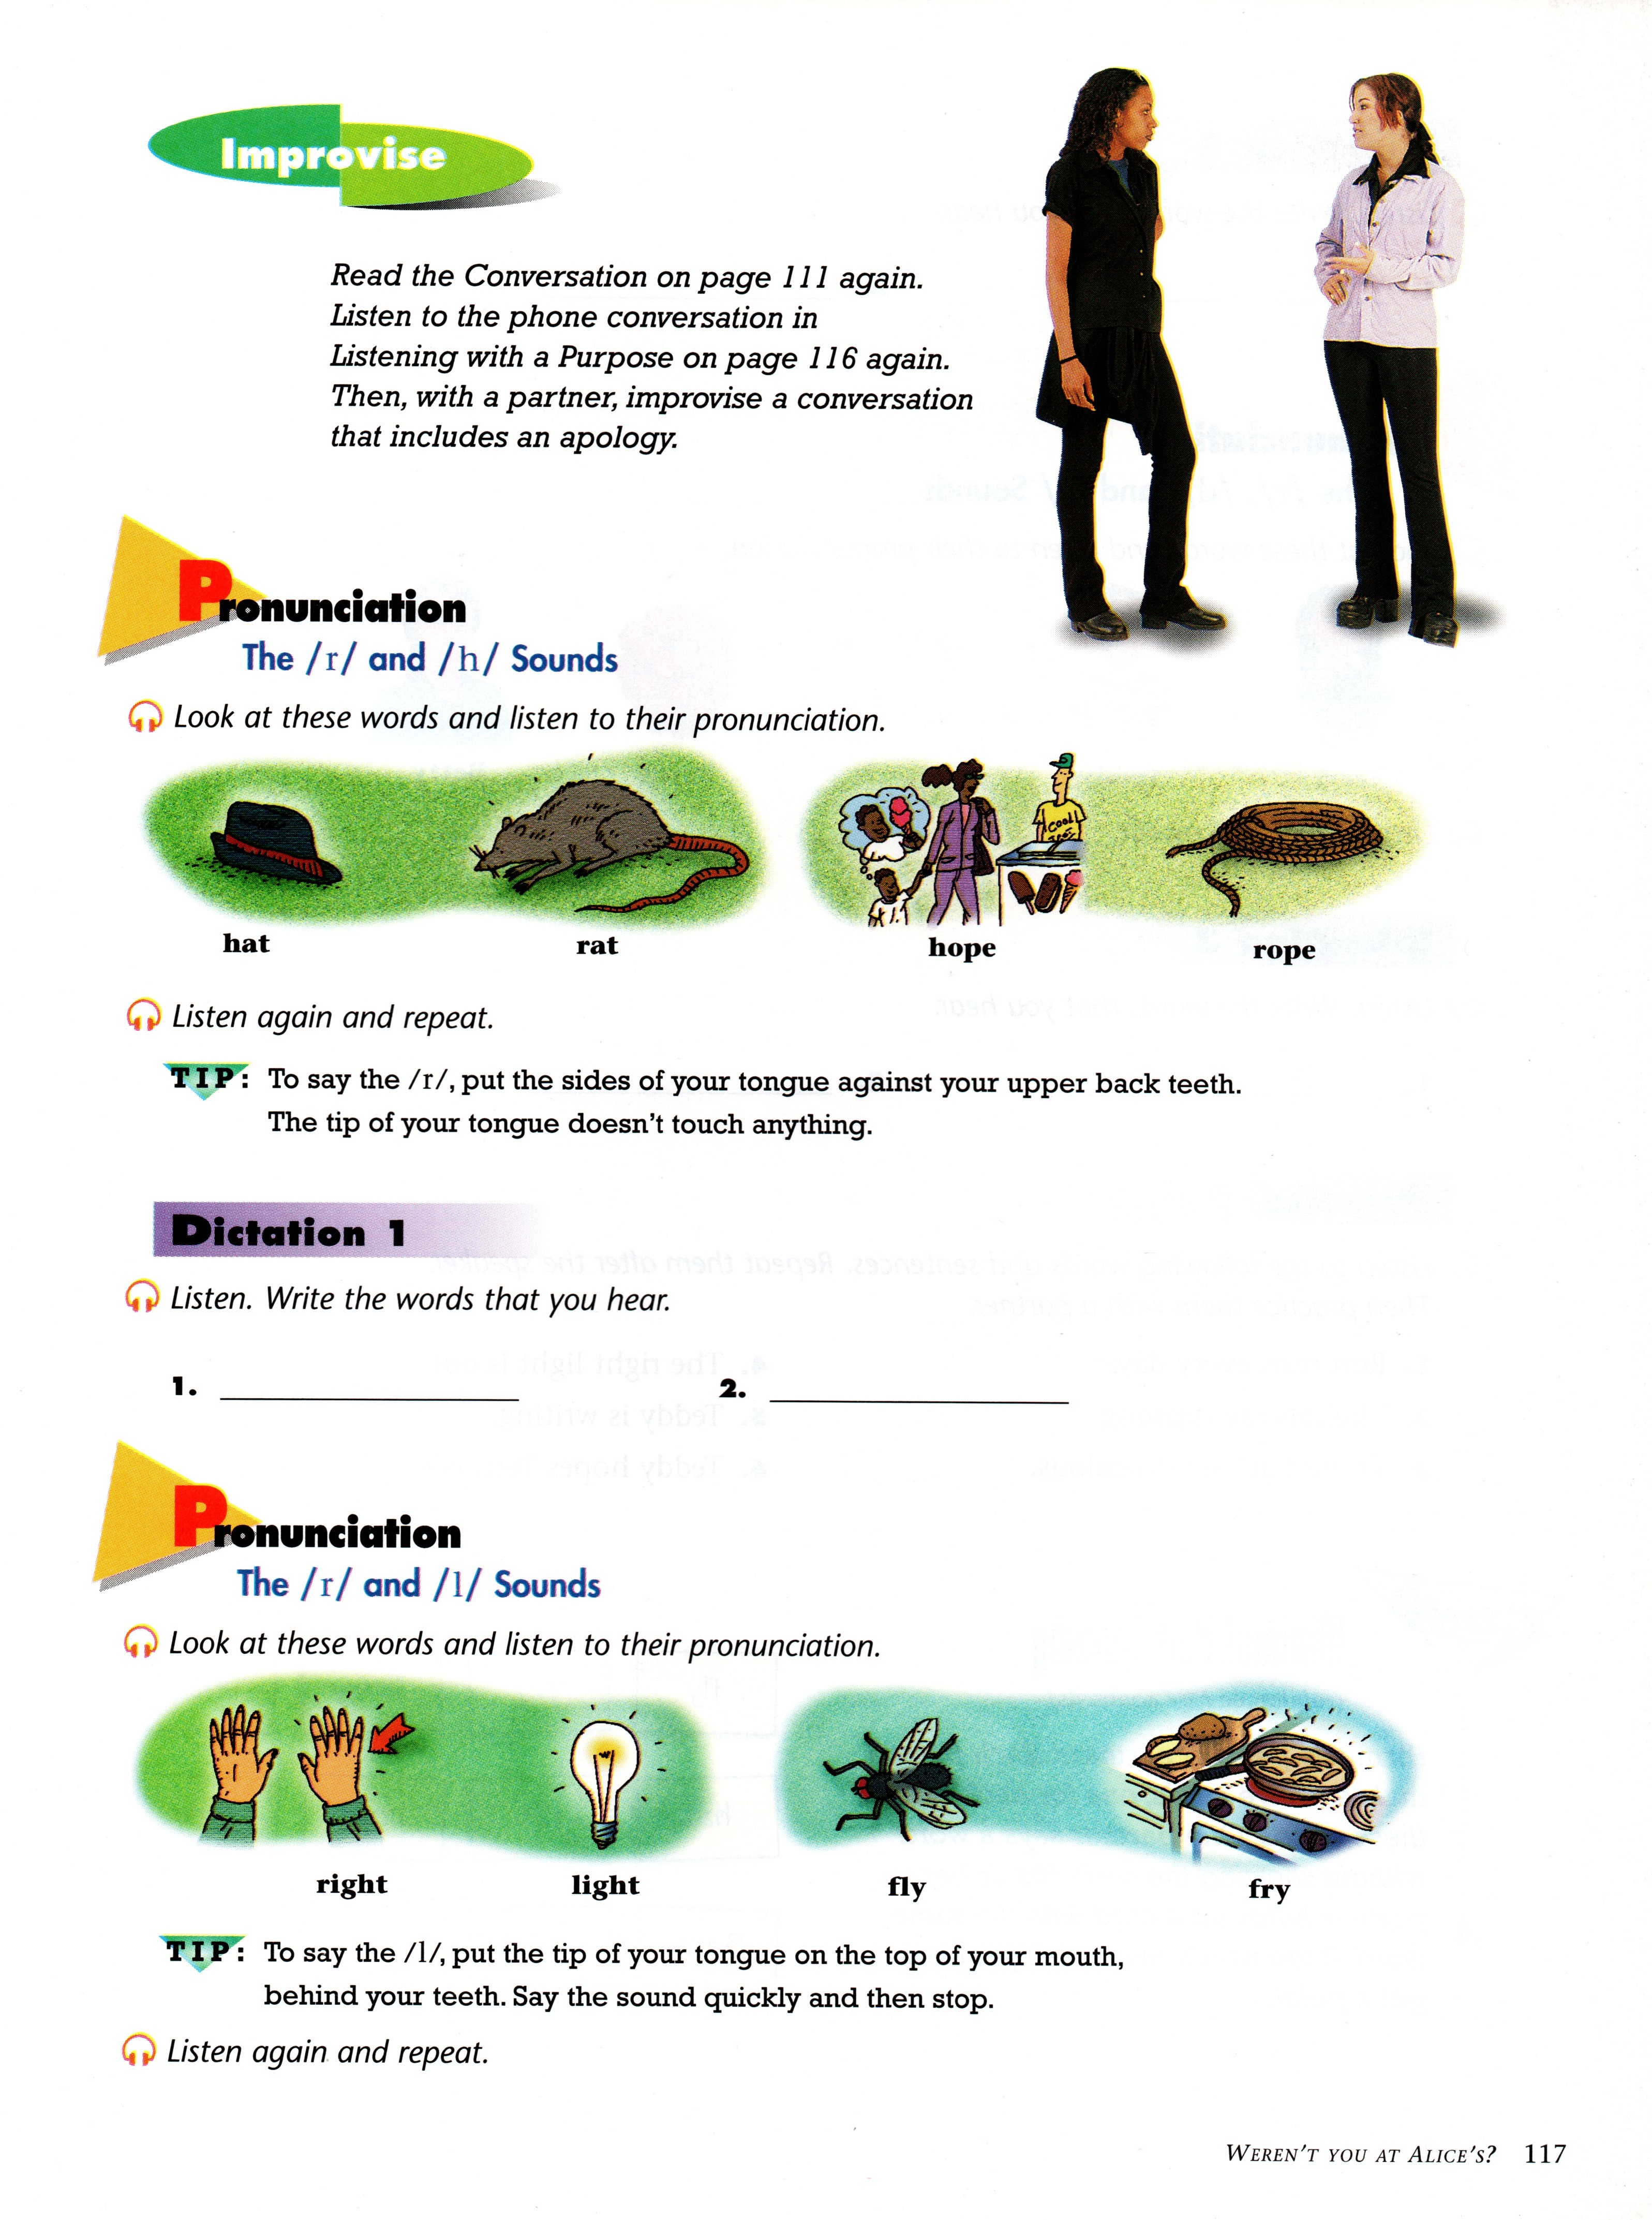 Improvise
Read the Conversation on page 111 again.
Listen to the phone conversation in
Listening with a Purpose on page 116 again.
Then, with a partner, improvise a conversation
that includes an apology.
Pronunciation
The /r/ and /h/ Sounds
Look at these words and listen to their pronunciation.
COOL
hat rat hope rope
Listen again and repeat.
TIP: To say the /r/, put the sides of your tongue against your upper back teeth.
The tip of your tongue doesn't touch anything.
Dictation 1
Listen. Write the words that you hear.
1. 2.
Pronunciation
The /r/ and /l/ Sounds
Look at these words and listen to their pronunciation.
right light fly fry
TIP: To say the /l/, put the tip of your tongue on the top of your mouth,
behind your teeth. Say the sound quickly and then stop.
Listen again and repeat.
WEREN'T YOU AT ALICE'S? 117